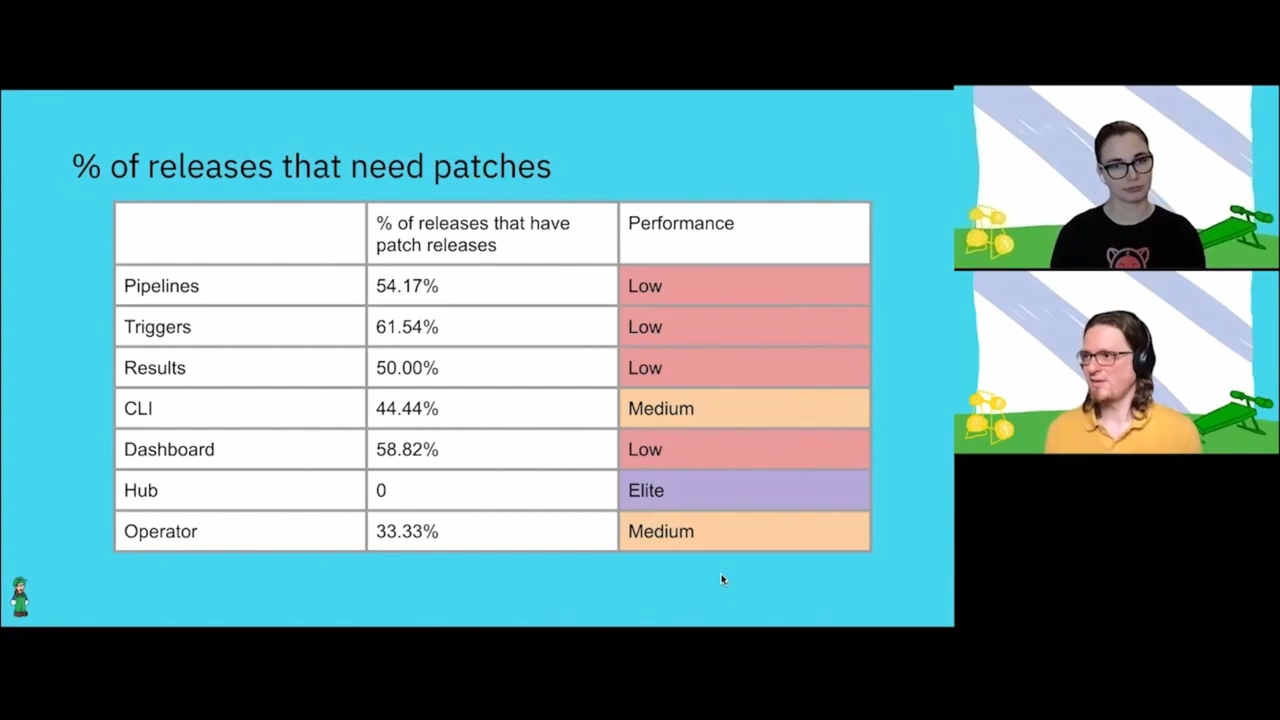 % of releases that need patches
% of releases that have
patch releases
Performance
Pipelines
54.17%
Low
Triggers
61.54%
Low
Results
50.00%
Low
CLI
44.44%
Medium
Dashboard
58.82%
Low
Hub
0
Elite
Operator
33.33%
Medium